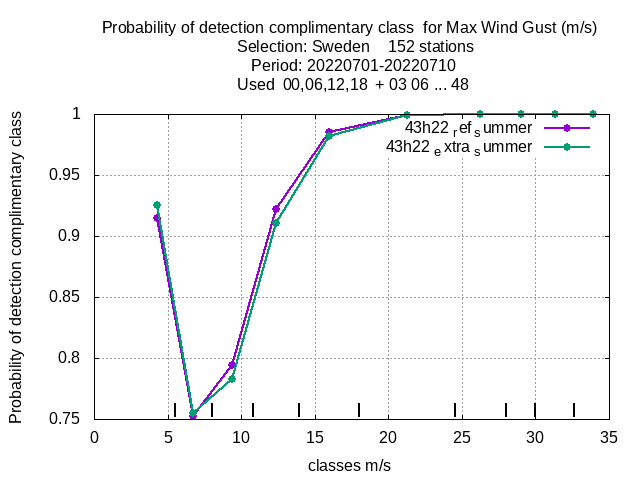 Probability of detection complimentary class  for Max Wind Gust (m/s)
Selection: Sweden    152 stations
Period: 20220701-20220710
Used  00,06,12,18  + 03 06 ... 48
Probability of detection complimentary class
1
0.95
0.9
0.85
0.8
0.75
43h22 ref summer
43h22 extra summer
0 5 10 15 20 25 30 35
classes m/s